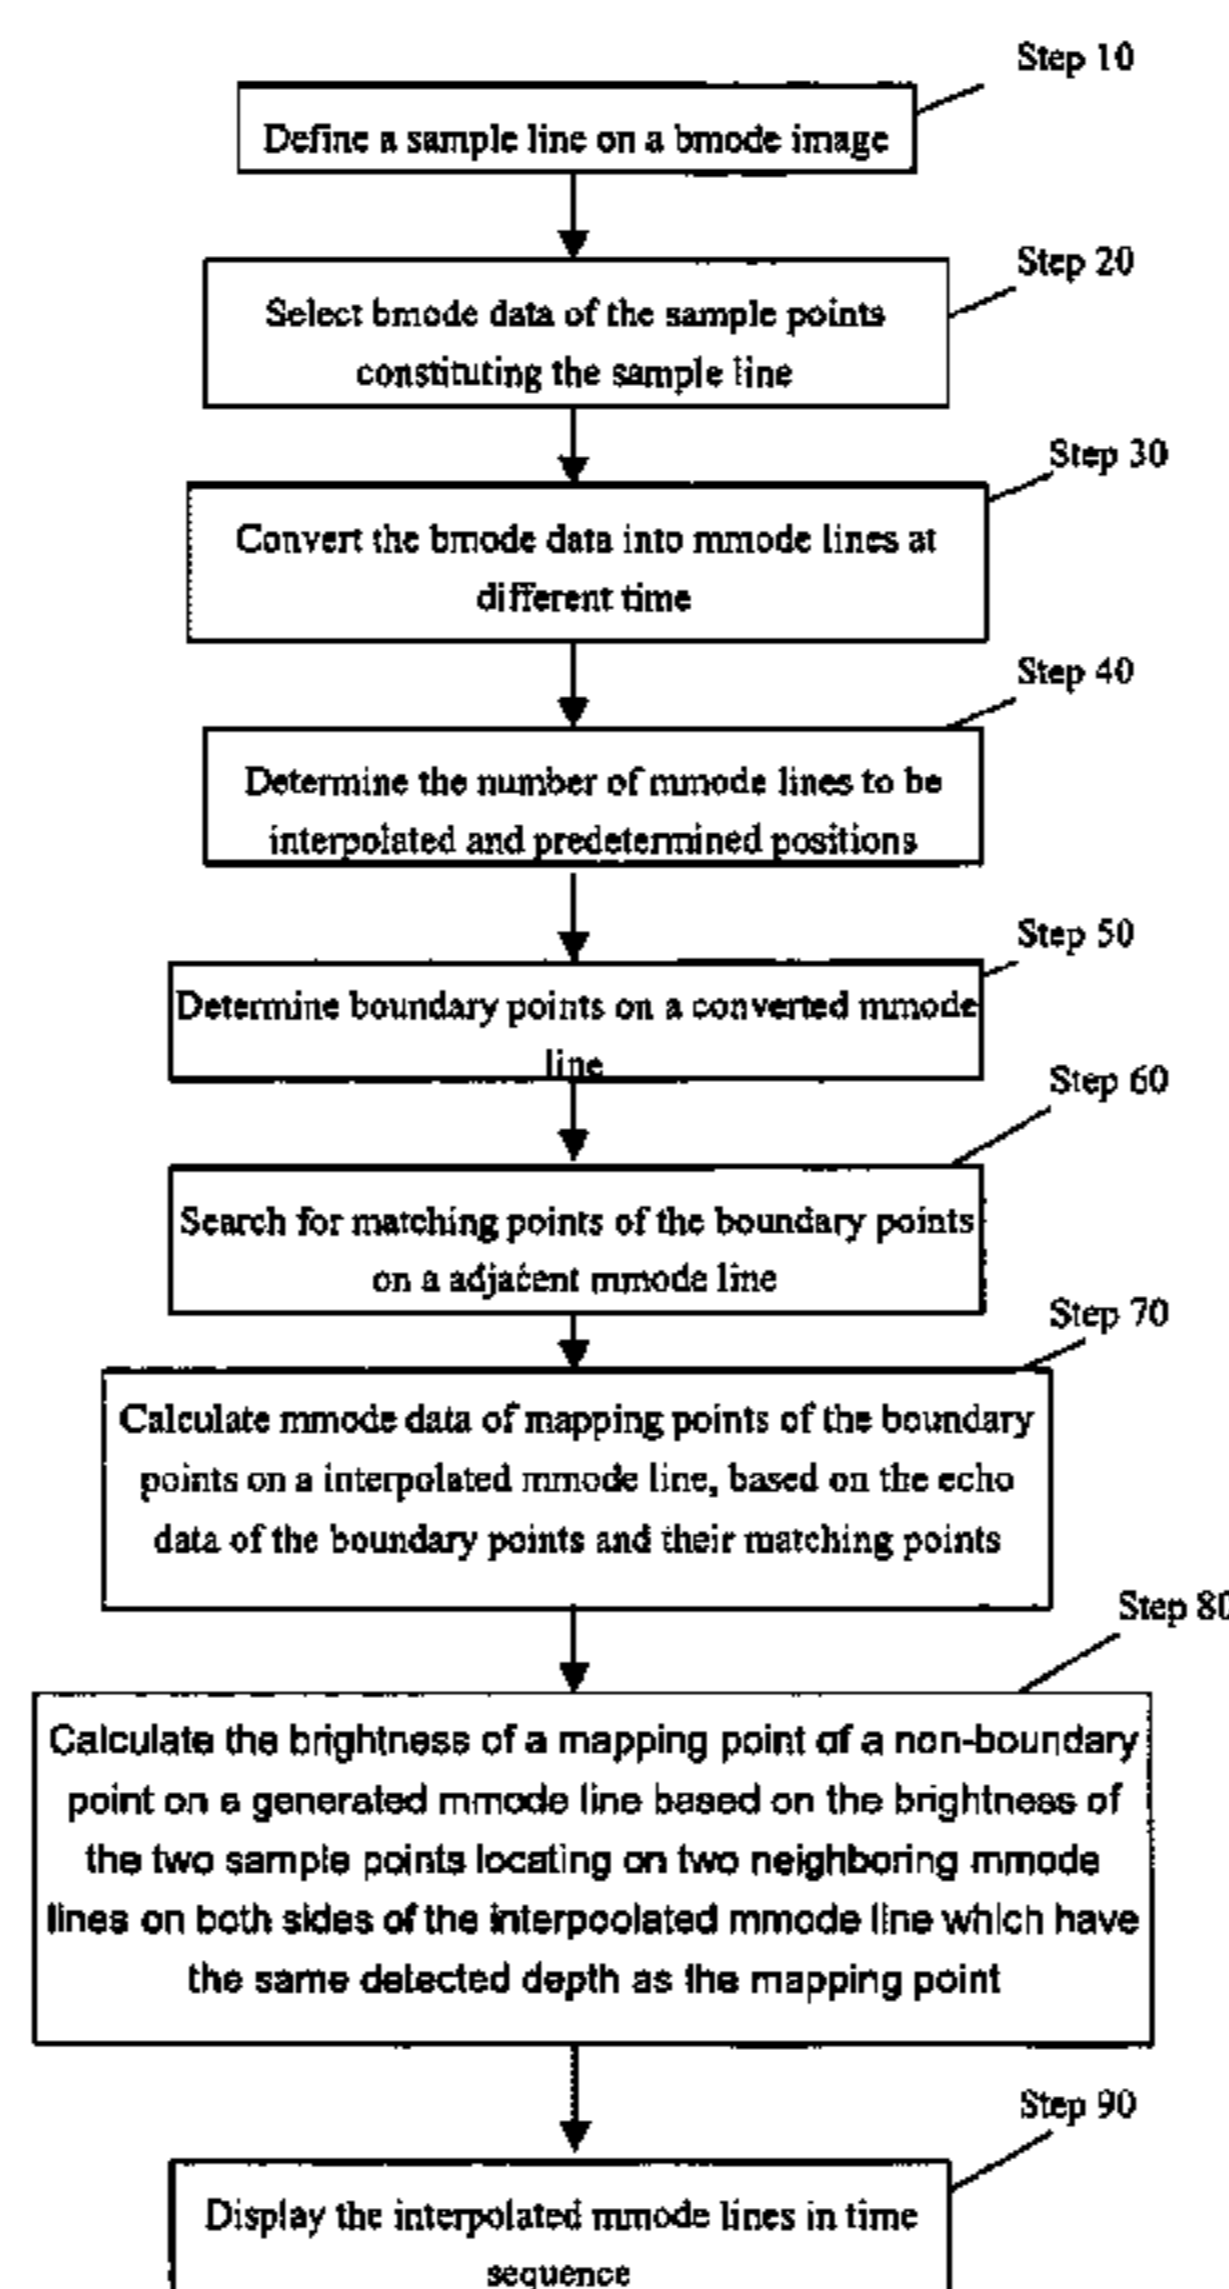 Step 10
Define a sample line on a bmode image
Step 20
Select bmode data of the sample points
constituting the sample line
Step 30
Convert the bmode data into mmode lines at
different time
Step 40
Determine the number of mmode lines to be
interpolated and predetermined positions
Step 50
Determine boundary points on a converted mmode
line
Step 60
Search for matching points of the boundary points
on a adjacent mmode line
Step 70
Calculate mmode data of mapping points of the boundary
points on a interpolated mmode line, based on the echo
data of the boundary points and their matching points
Step 80
Calculate the brightness of a mapping point of a non-boundary
point on a generated mmode line based on the brightness of
the two sample points locating on two neighboring mmode
lines on both sides of the interpoolated mmode line which have
the same detected depth as the mapping point
Step 90
Display the interpolated mmode lines in time
sequence